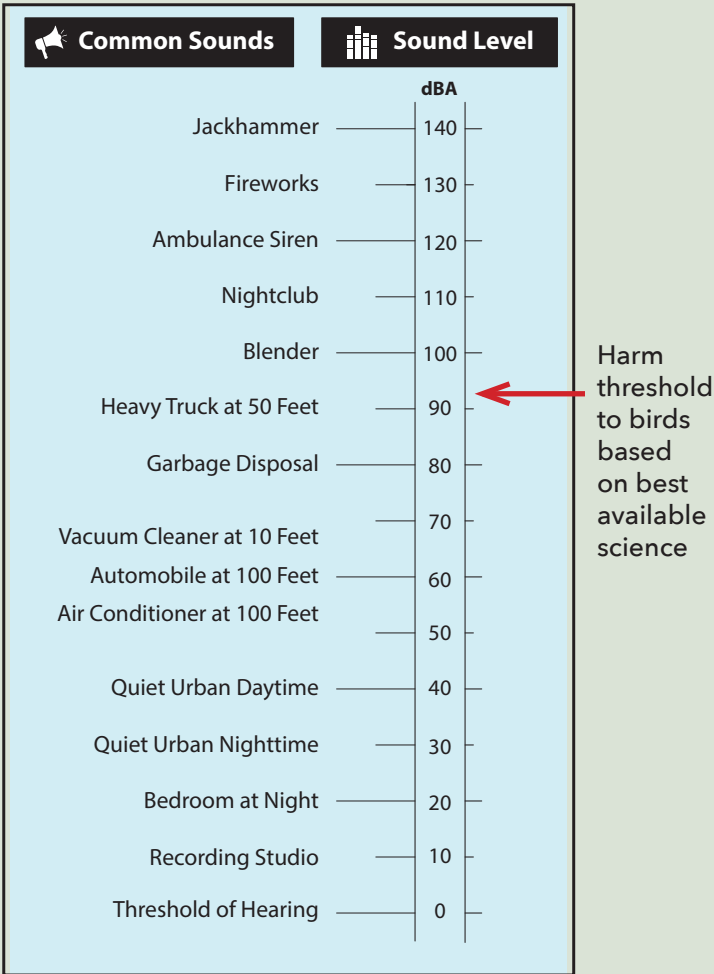 Common Sounds
Sound Level
dBA
Jackhammer 140
Fireworks 130
Ambulance Siren 120
Nightclub 110
Blender 100
Heavy Truck at 50 Feet 90
Garbage Disposal 80
70
Vacuum Cleaner at 10 Feet
Automobile at 100 Feet 60
Air Conditioner at 100 Feet
50
Quiet Urban Daytime 40
Quiet Urban Nighttime 30
Bedroom at Night 20
Recording Studio 10
Threshold of Hearing 0
Harm
threshold
to birds
based
on best
available
science